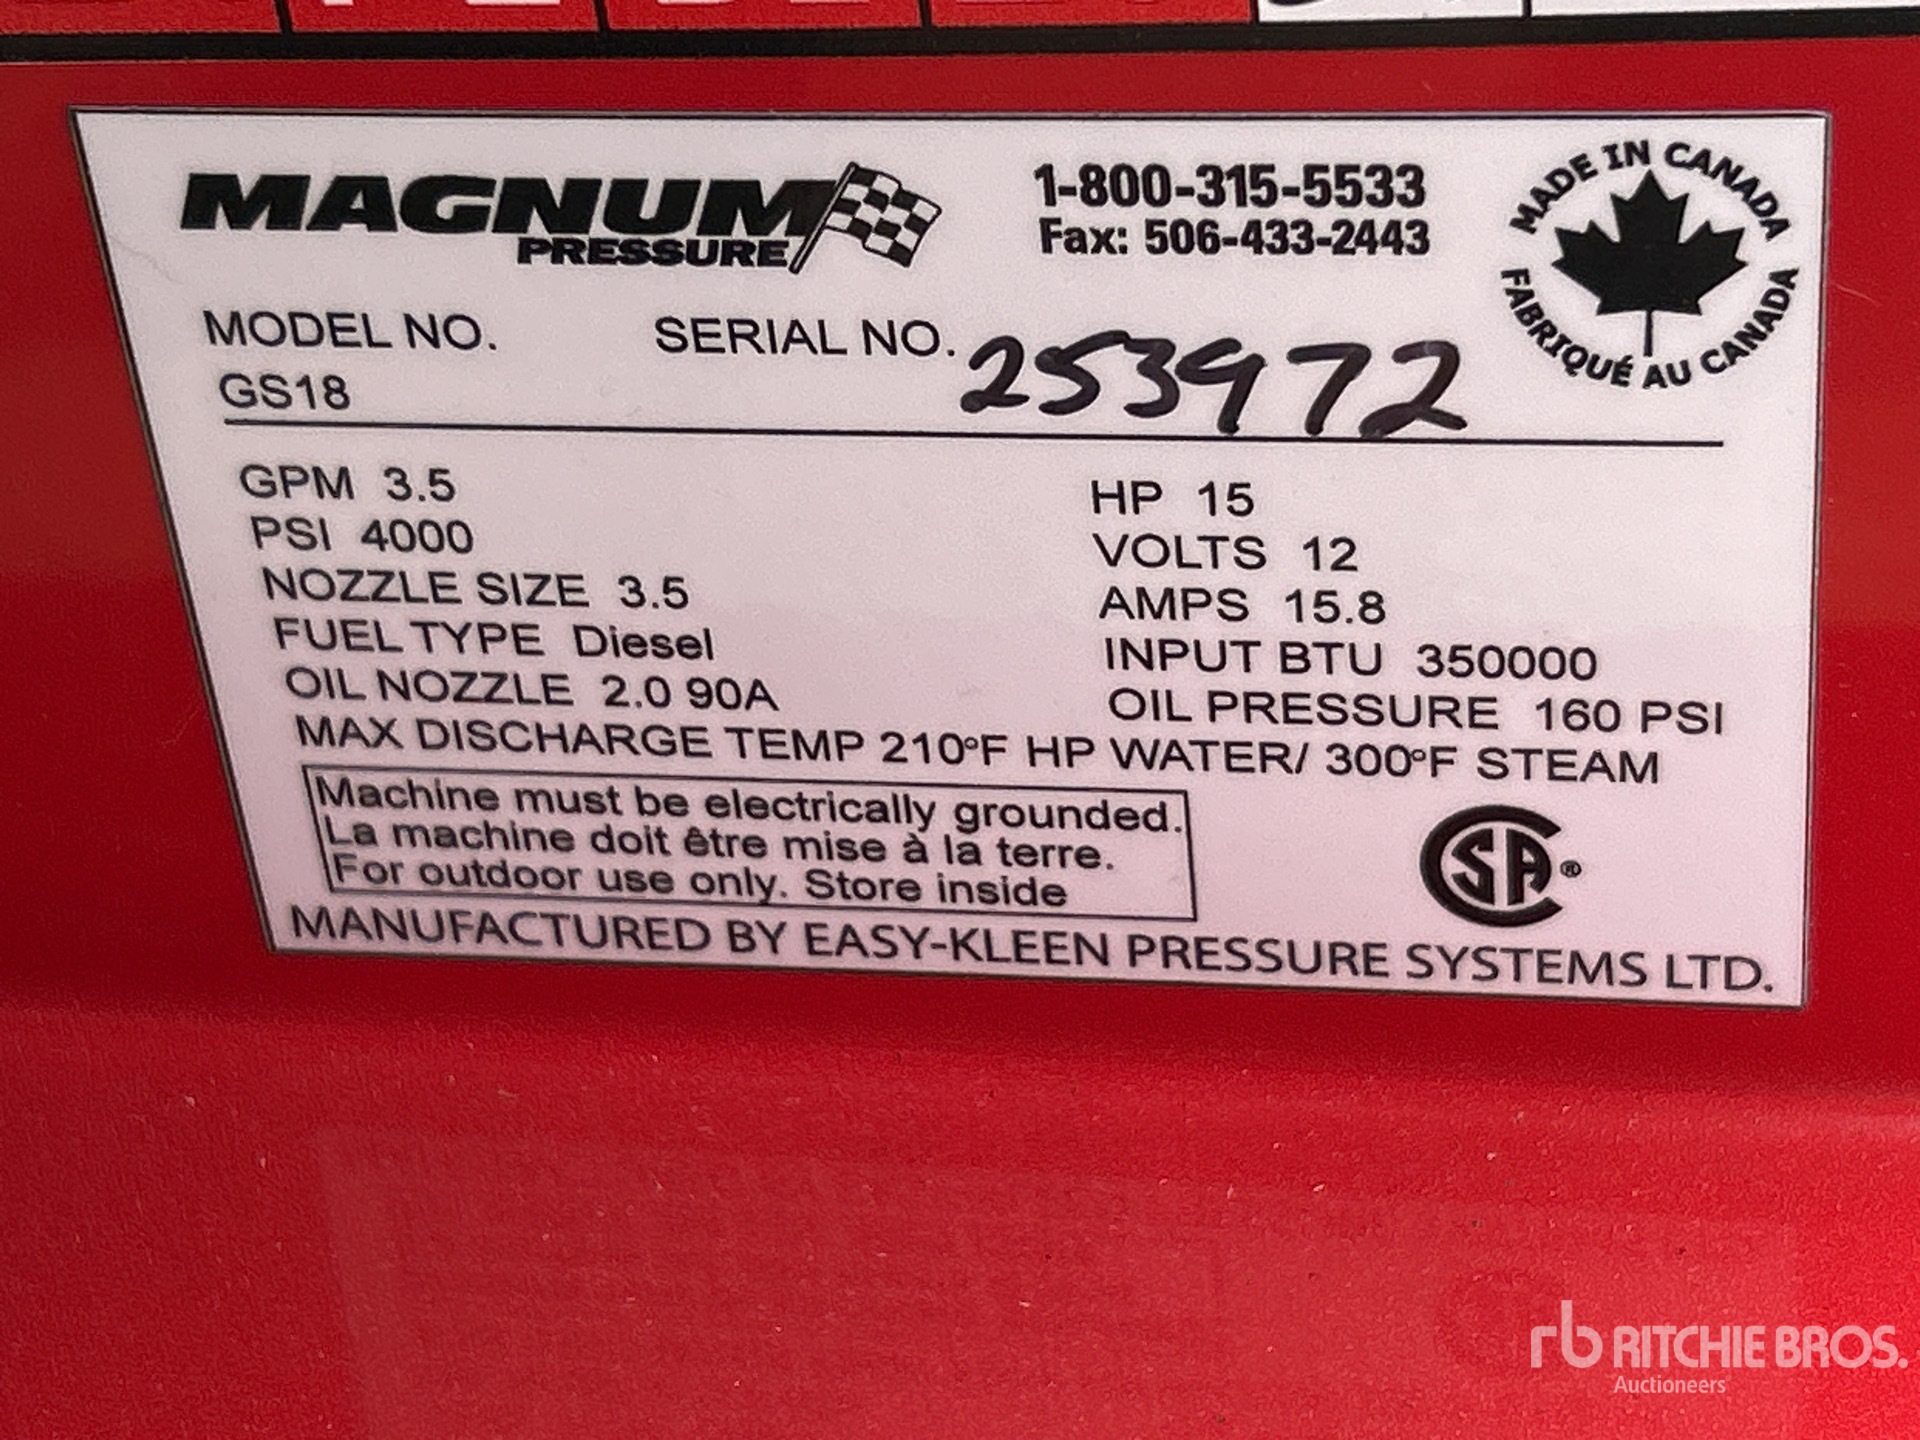 MAGNUM
PRESSURE
1-800-315-5533
Fax: 506-433-2443
MADE IN CANADA
FABRIQUÉ AU CANADA
MODEL NO.
GS18
SERIAL NO. 253972
GPM 3.5
PSI 4000
NOZZLE SIZE 3.5
FUEL TYPE Diesel
OIL NOZZLE 2.0 90A
HP 15
VOLTS 12
AMPS 15.8
INPUT BTU 350000
OIL PRESSURE 160 PSI
MAX DISCHARGE TEMP 210°F HP WATER/ 300°F STEAM
Machine must be electrically grounded.
La machine doit être mise à la terre.
For outdoor use only. Store inside
CSA®
MANUFACTURED BY EASY-KLEEN PRESSURE SYSTEMS LTD.
rb RITCHIE BROS.
Auctioneers